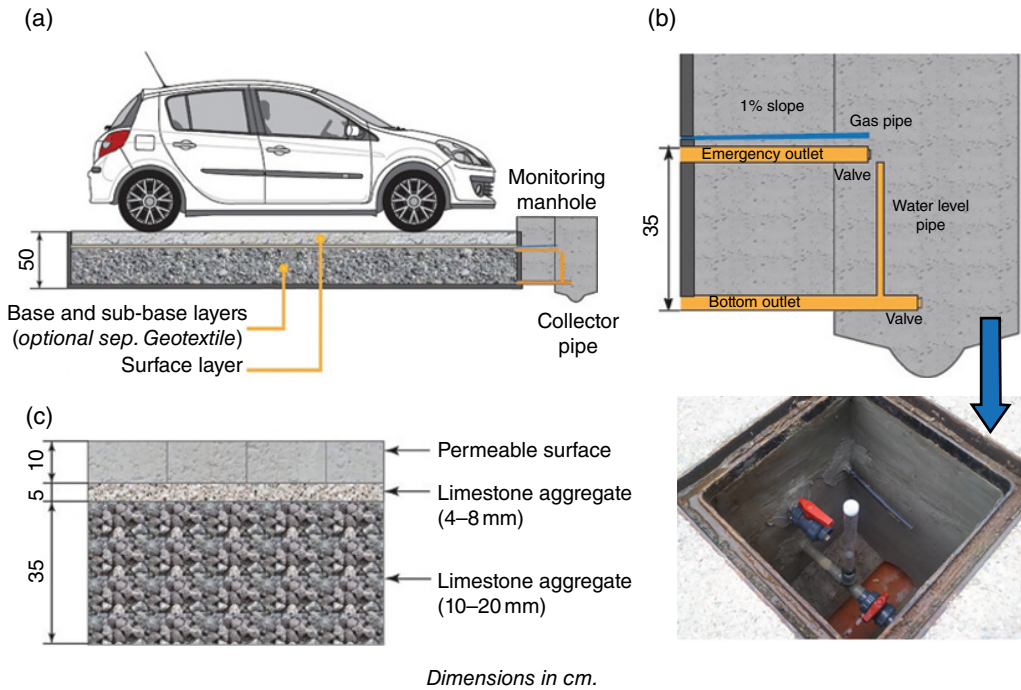 (a)
Monitoring
manhole
50
Base and sub-base layers
(optional sep. Geotextile)
Surface layer
Collector
pipe
(b)
1% slope
Gas pipe
Emergency outlet
Valve
Water level
pipe
35
Bottom outlet
Valve
(c)
10
5
35
Permeable surface
Limestone aggregate
(4–8 mm)
Limestone aggregate
(10–20 mm)
Dimensions in cm.